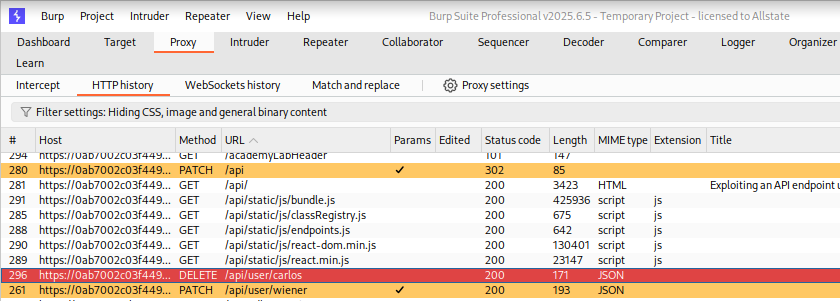 Burp Project Intruder Repeater View Help Burp Suite Professional v2025.6.5 - Temporary Project - licensed to Allstate
Dashboard Target Proxy Intruder Repeater Collaborator Sequencer Decoder Comparer Logger Organizer
Learn
Intercept HTTP history WebSockets history Match and replace Proxy settings
Filter settings: Hiding CSS, image and general binary content
# Host Method URL Params Edited Status code Length MIME type Extension Title
294 https://0ab7002c03f449... GET /academyLabHeader 101 147
280 https://0ab7002c03f449... PATCH /api ✓ 302 85
281 https://0ab7002c03f449... GET /api/ 200 3423 HTML Exploiting an API endpoint u
291 https://0ab7002c03f449... GET /api/static/js/bundle.js 200 425936 script js
285 https://0ab7002c03f449... GET /api/static/js/classRegistry.js 200 675 script js
288 https://0ab7002c03f449... GET /api/static/js/endpoints.js 200 642 script js
290 https://0ab7002c03f449... GET /api/static/js/react-dom.min.js 200 130401 script js
289 https://0ab7002c03f449... GET /api/static/js/react.min.js 200 23147 script js
296 https://0ab7002c03f449... DELETE /api/user/carlos 200 171 JSON
261 https://0ab7002c03f449... PATCH /api/user/wiener ✓ 200 193 JSON